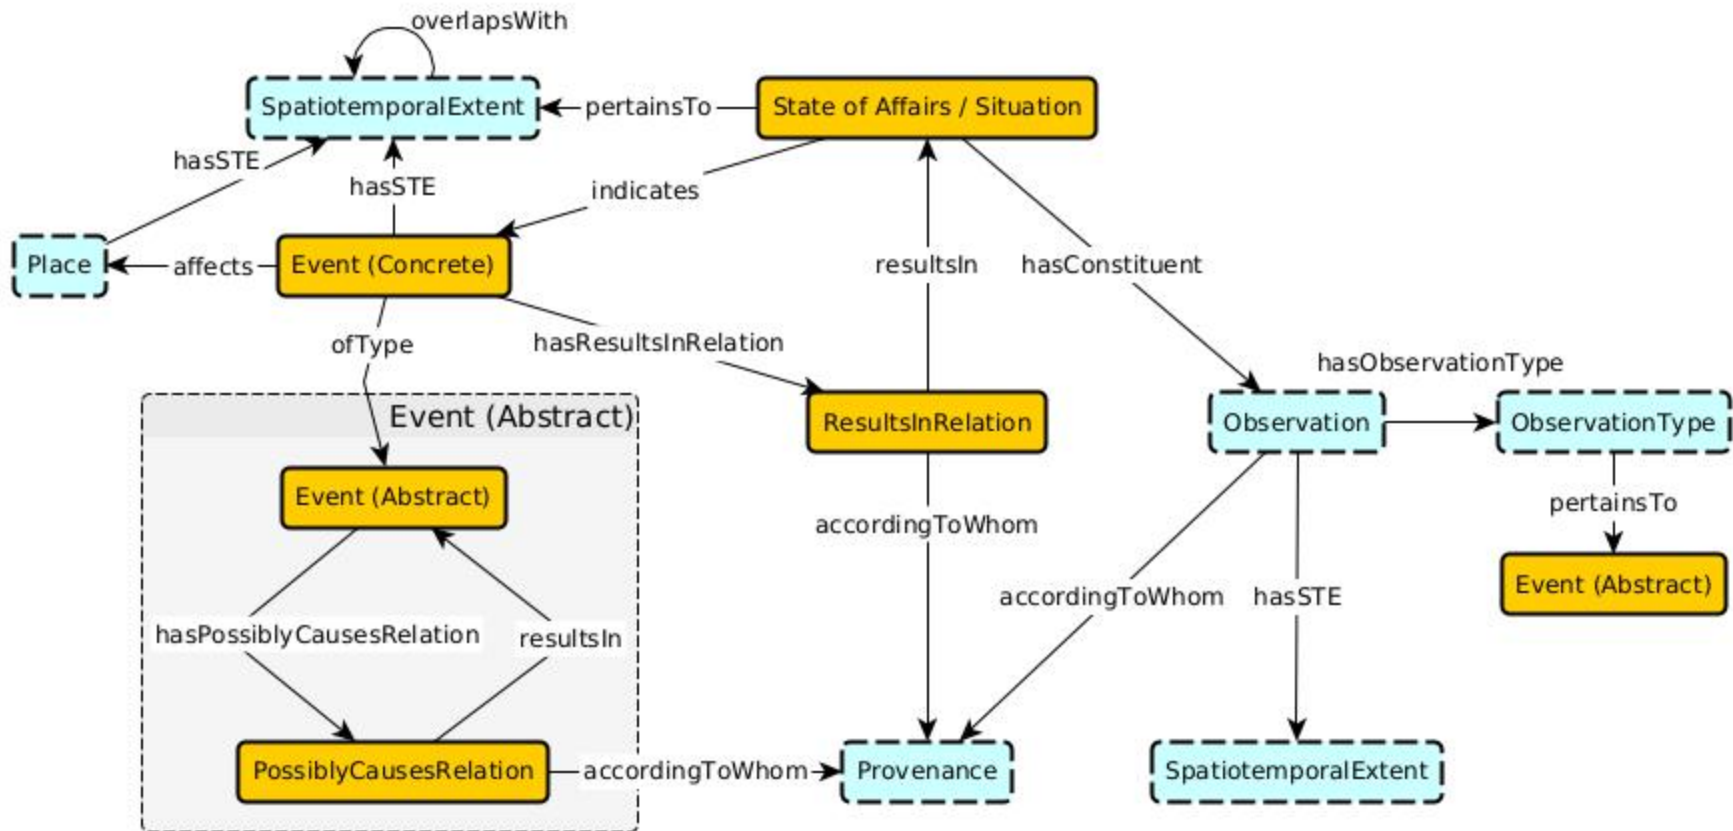 overlapsWith
SpatiotemporalExtent
pertainsTo
State of Affairs / Situation
hasSTE
hasSTE
indicates
Place
affects
Event (Concrete)
resultsIn
hasConstituent
ofType
hasResultsInRelation
hasObservationType
Event (Abstract)
ResultsInRelation
Observation
ObservationType
Event (Abstract)
pertainsTo
accordingToWhom
Event (Abstract)
accordingToWhom
hasSTE
hasPossiblyCausesRelation
resultsIn
PossiblyCausesRelation
accordingToWhom
Provenance
SpatiotemporalExtent